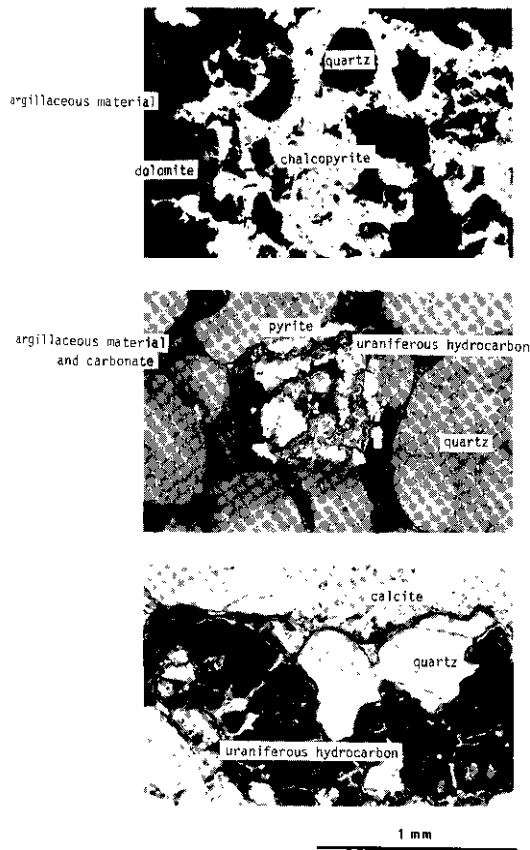 quartz
argillaceous material
chalcopyrite
dolomite
pyrite
argillaceous material
and carbonate
uraniferous hydrocarbon
quartz
calcite
quartz
uraniferous hydrocarbon
1 mm